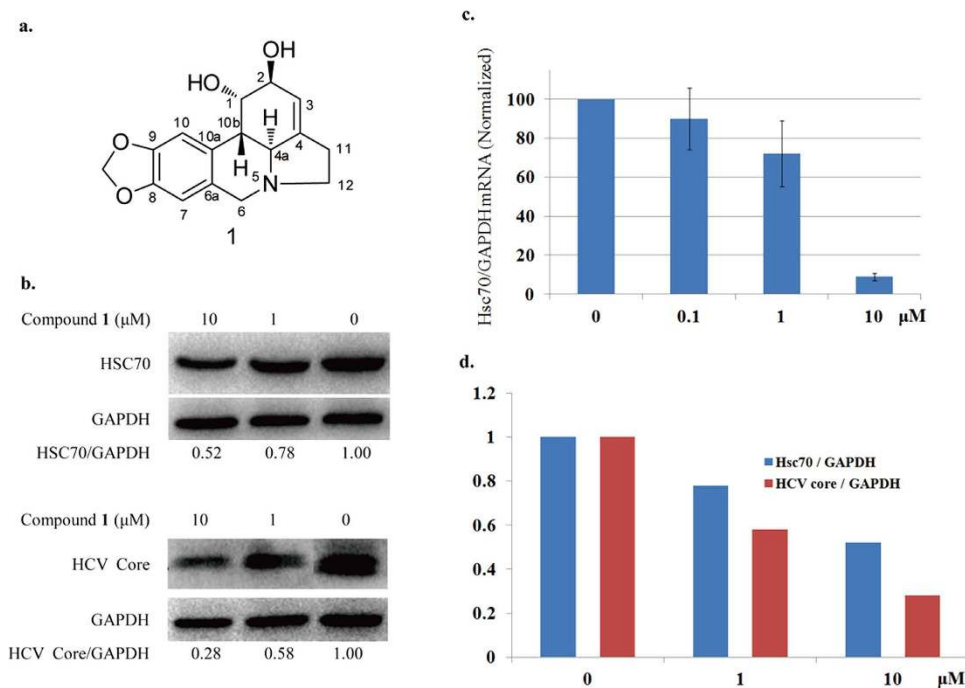 a.
OH
HO
2
1
3
H
10b
10
10a
9
4a
4
11
O
H
5
N
12
O
8
6a
6
7
1
b.
Compound 1 (μM) 10 1 0
HSC70
GAPDH
HSC70/GAPDH 0.52 0.78 1.00
Compound 1 (μM) 10 1 0
HCV Core
GAPDH
HCV Core/GAPDH 0.28 0.58 1.00
c.
Hsc70/GAPDH mRNA (Normalized)
100
80
60
40
20
0
0 0.1 1 10 μM
d.
1.2
1
0.8
0.6
0.4
0.2
0
Hsc70 / GAPDH
HCV core / GAPDH
0 1 10 μM